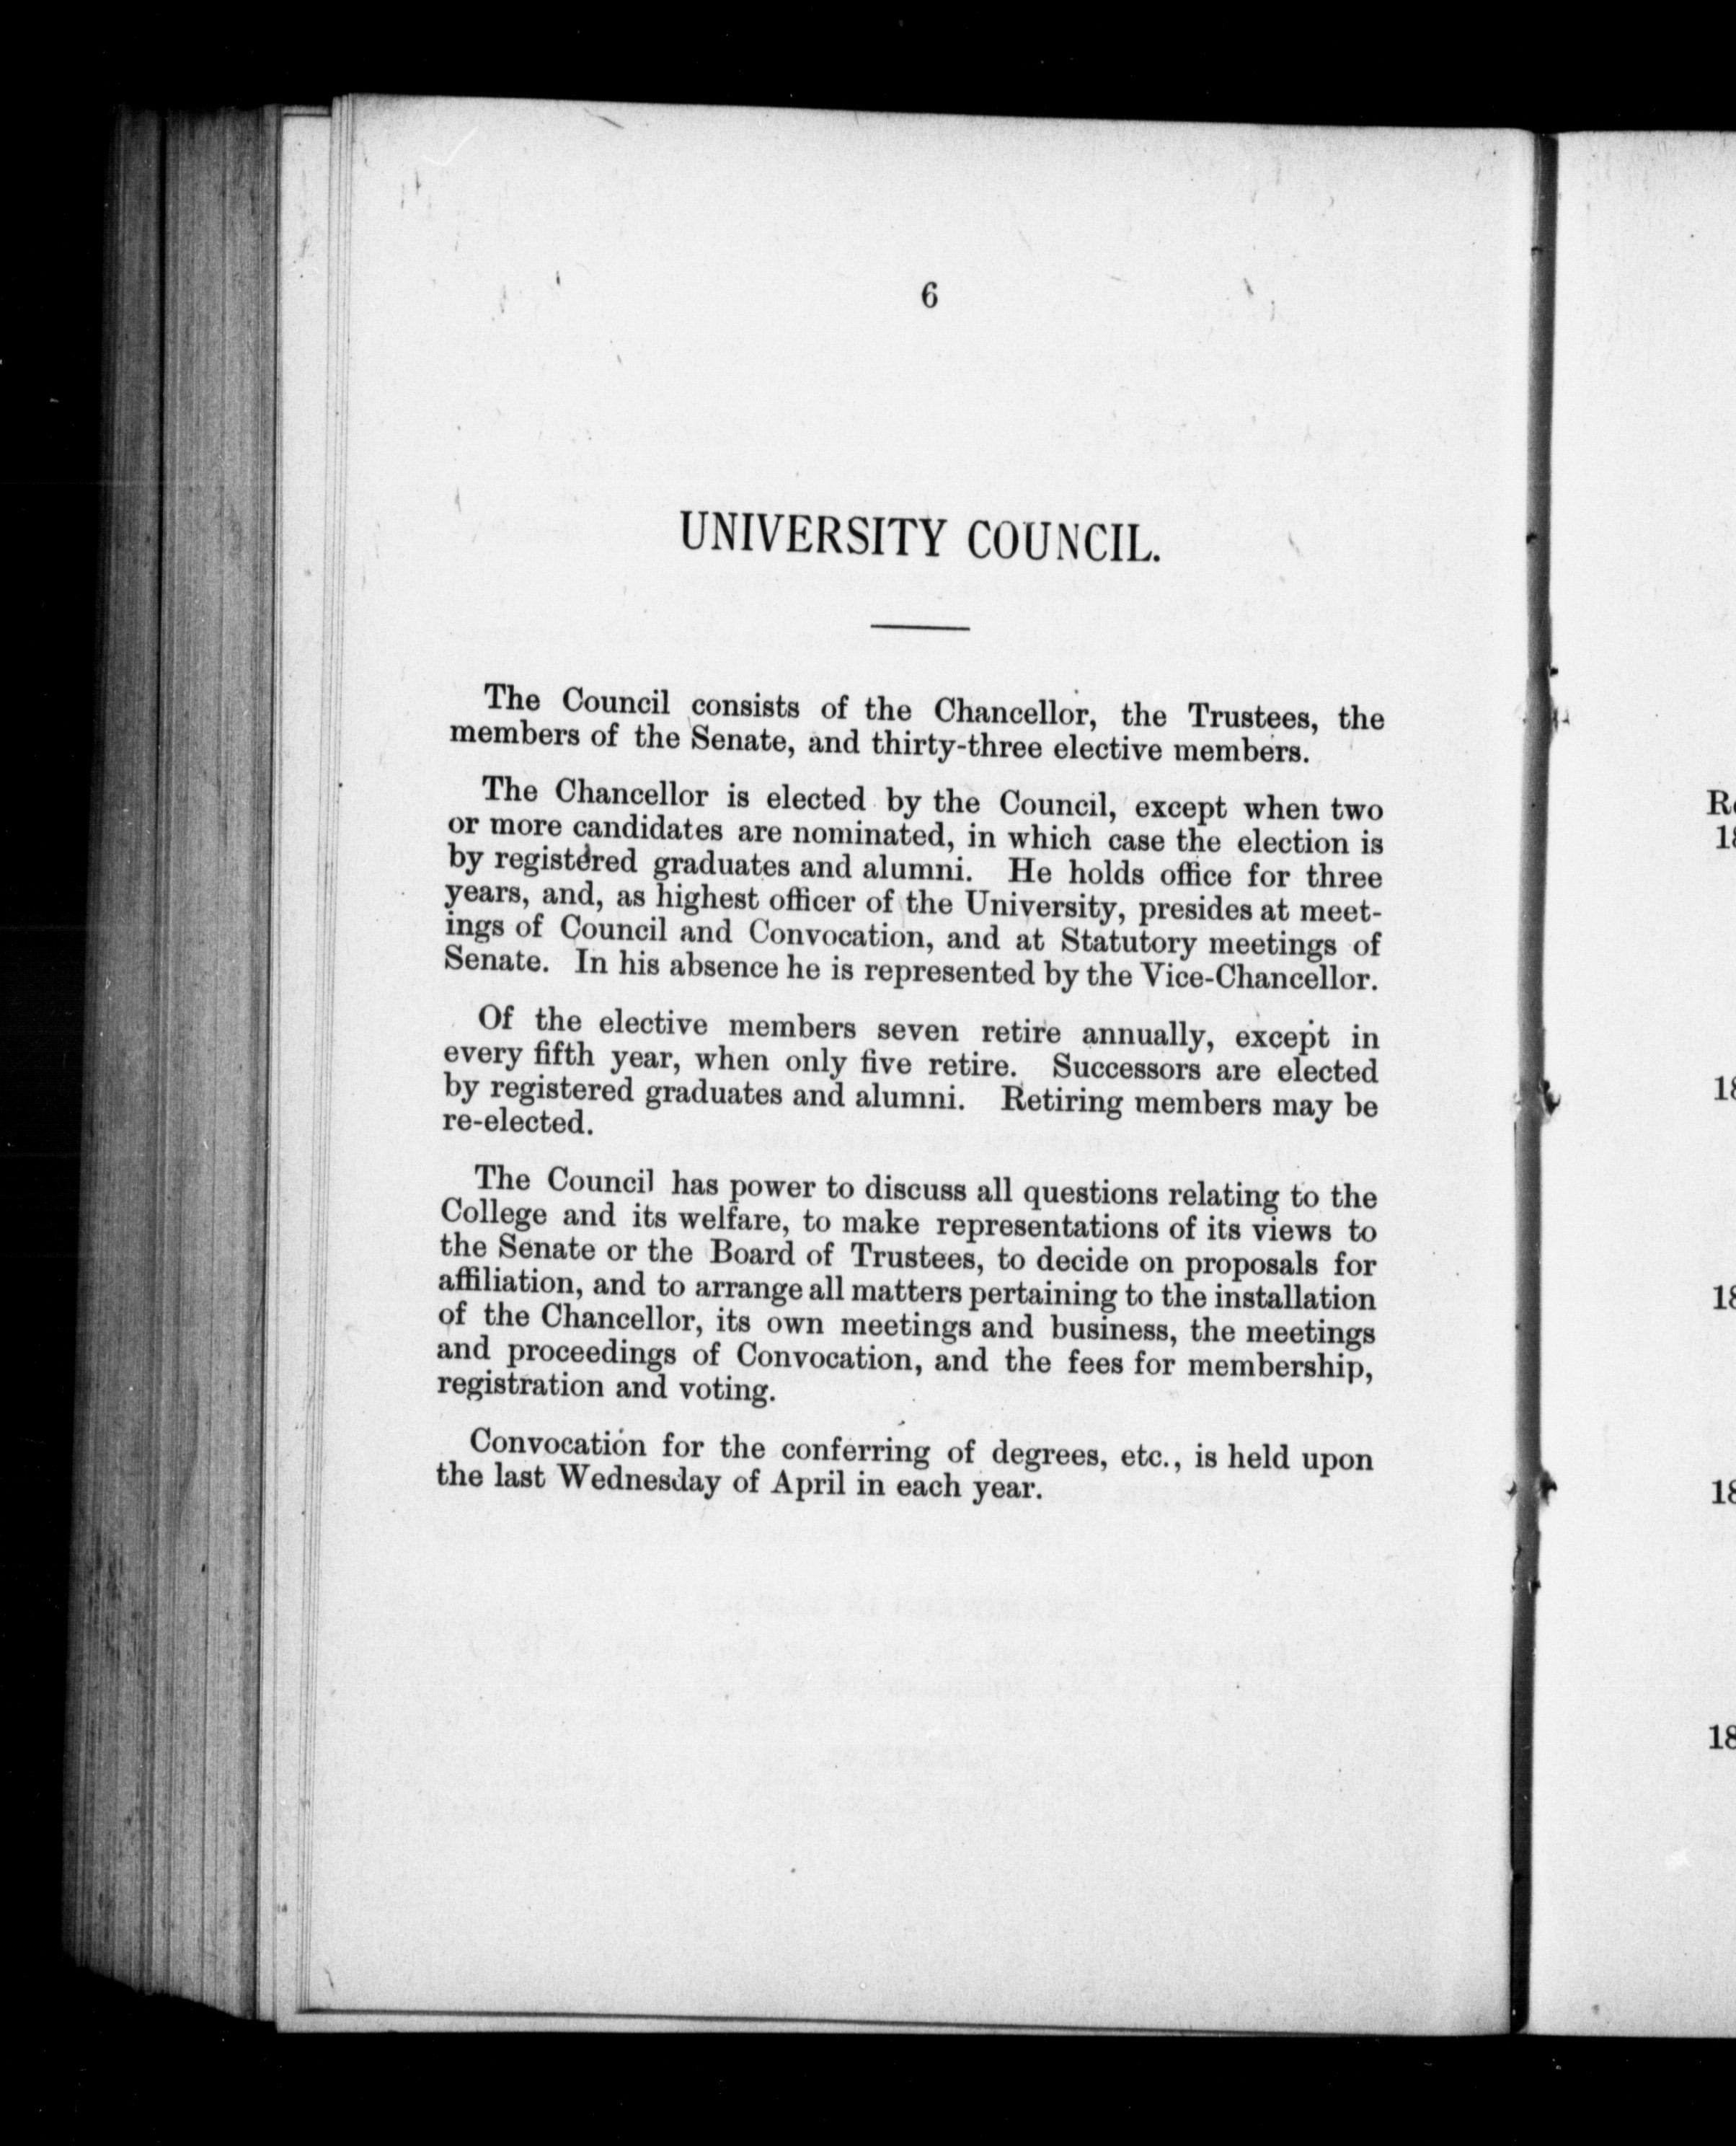 6
UNIVERSITY COUNCIL.
The Council consists of the Chancellor, the Trustees, the
members of the Senate, and thirty-three elective members.
The Chancellor is elected by the Council, except when two
or more candidates are nominated, in which case the election is
by registered graduates and alumni. He holds office for three
years, and, as highest officer of the University, presides at meet-
ings of Council and Convocation, and at Statutory meetings of
Senate. In his absence he is represented by the Vice-Chancellor.
Of the elective members seven retire annually, except in
every fifth year, when only five retire. Successors are elected
by registered graduates and alumni. Retiring members may be
re-elected.
The Council has power to discuss all questions relating to the
College and its welfare, to make representations of its views to
the Senate or the Board of Trustees, to decide on proposals for
affiliation, and to arrange all matters pertaining to the installation
of the Chancellor, its own meetings and business, the meetings
and proceedings of Convocation, and the fees for membership,
registration and voting.
Convocation for the conferring of degrees, etc., is held upon
the last Wednesday of April in each year.